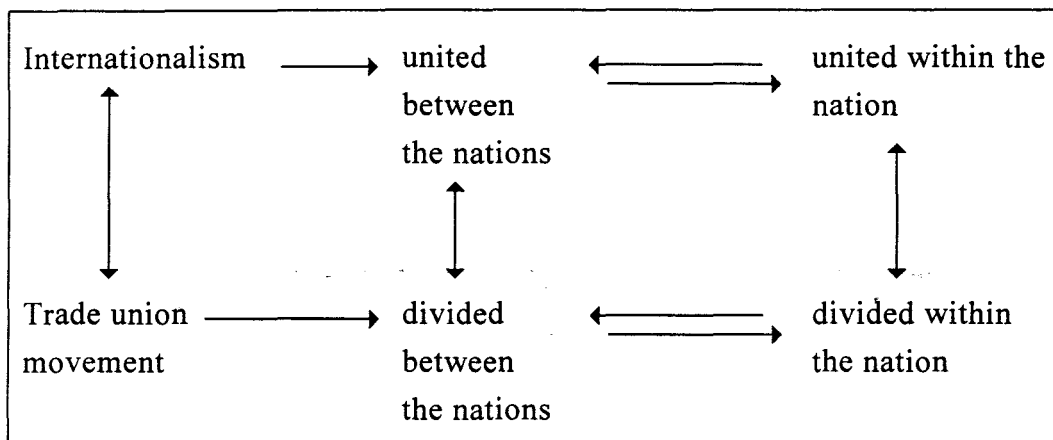 Internationalism
united
between
the nations
united within the
nation
Trade union
movement
divided
between
the nations
divided within
the nation